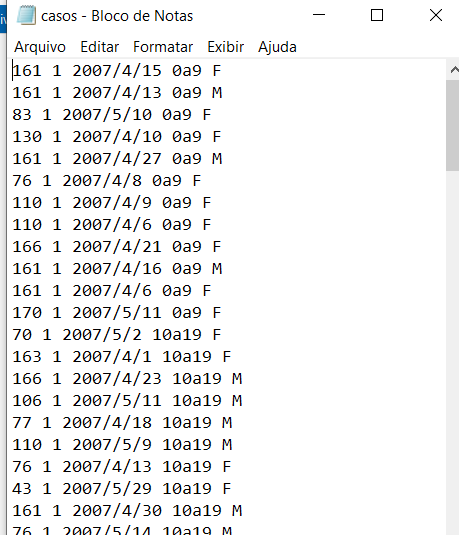 casos - Bloco de Notas
Arquivo Editar Formatar Exibir Ajuda
161 1 2007/4/15 0a9 F
161 1 2007/4/13 0a9 M
83 1 2007/5/10 0a9 F
130 1 2007/4/10 0a9 F
161 1 2007/4/27 0a9 M
76 1 2007/4/8 0a9 F
110 1 2007/4/9 0a9 F
110 1 2007/4/6 0a9 F
166 1 2007/4/21 0a9 F
161 1 2007/4/16 0a9 M
161 1 2007/4/6 0a9 F
170 1 2007/5/11 0a9 F
70 1 2007/5/2 10a19 F
163 1 2007/4/1 10a19 F
166 1 2007/4/23 10a19 M
106 1 2007/5/11 10a19 M
77 1 2007/4/18 10a19 M
110 1 2007/5/9 10a19 M
76 1 2007/4/13 10a19 F
43 1 2007/5/29 10a19 F
161 1 2007/4/30 10a19 M
76 1 2007/5/14 10a19 M